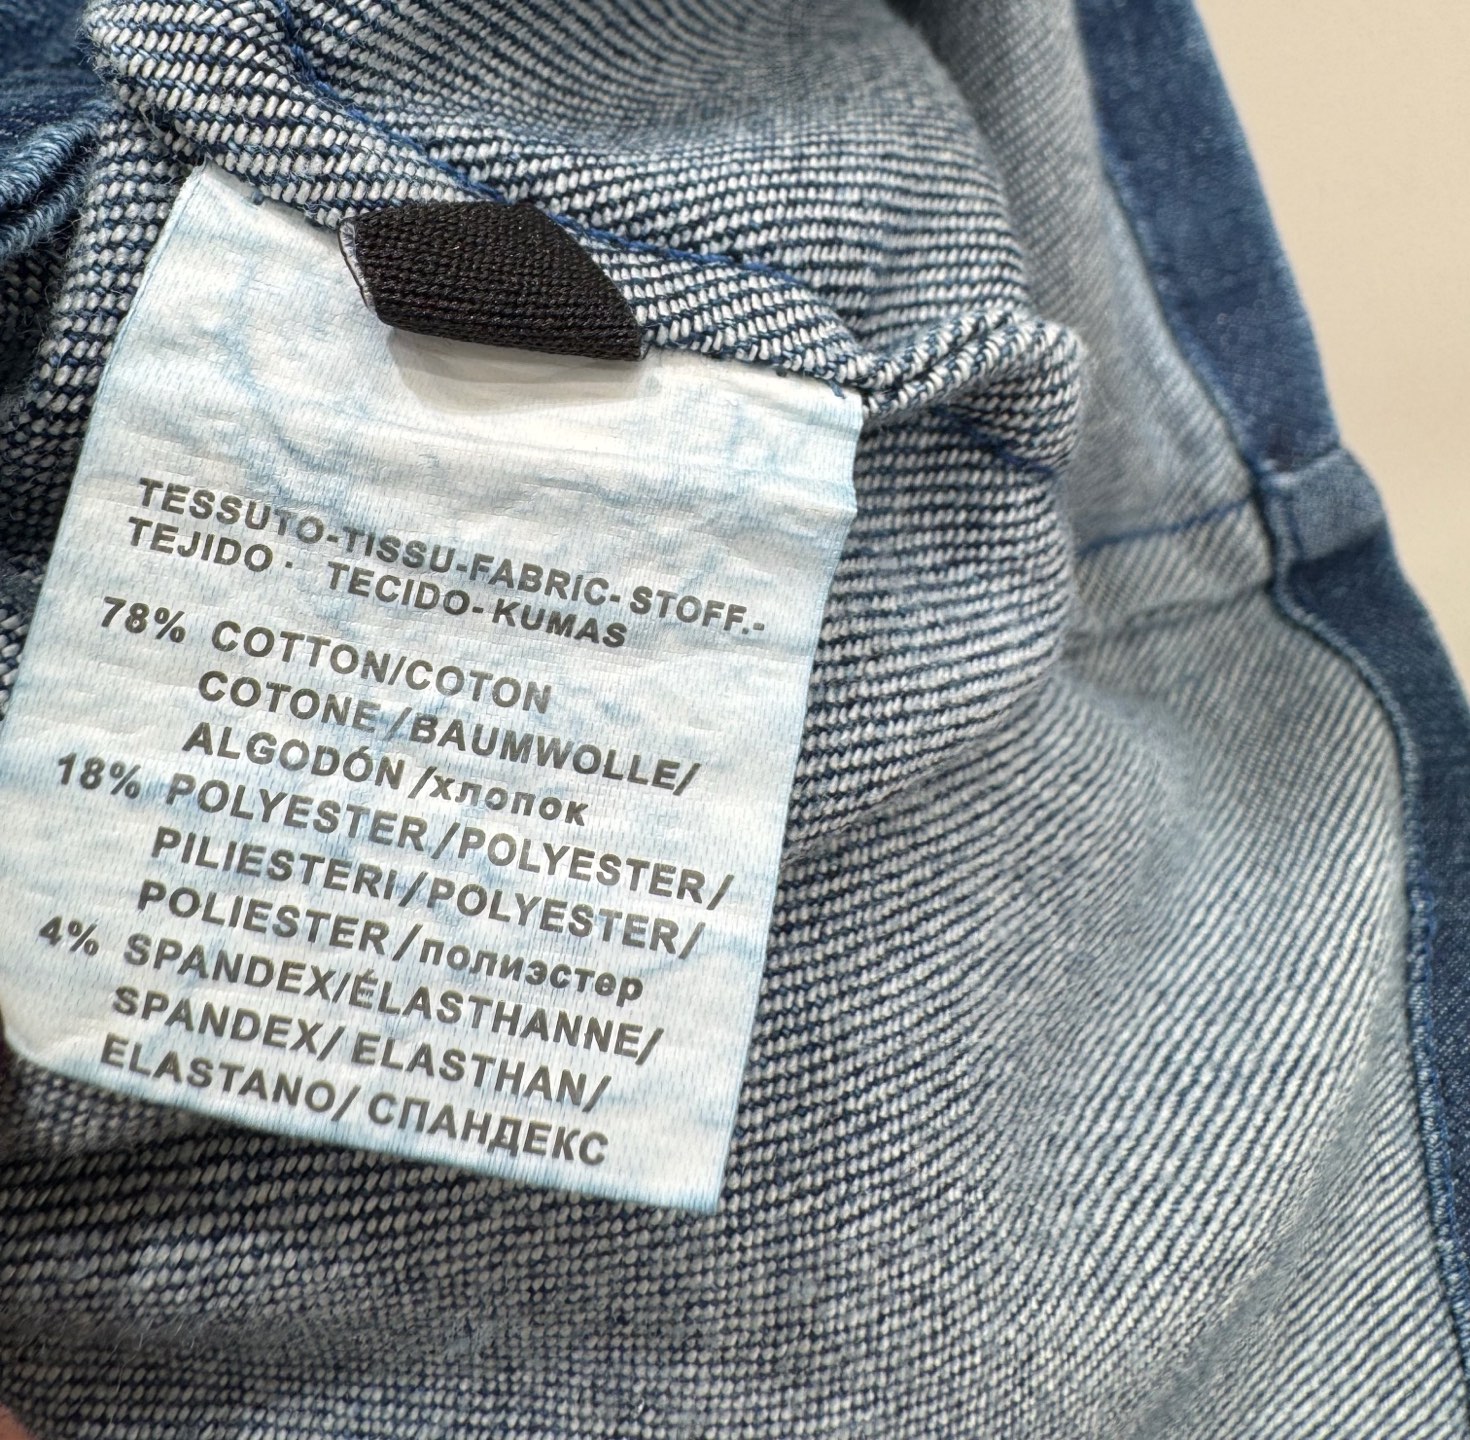 TESSUTO-TISSU-FABRIC-STOFF.-
TEJIDO· TECIDO-KUMAS
78% COTTON/COTON
COTONE/BAUMWOLLE/
ALGODÓN/хлопок
18% POLYESTER/POLYESTER/
PILIESTERI/POLYESTER/
POLIESTER/полиэстер
4% SPANDEX/ÉLASTHANNE/
SPANDEX/ELASTHAN/
ELASTANO/СПАНДЕКС